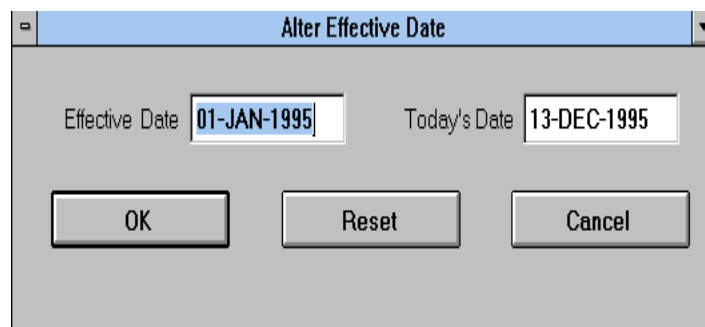 Alter Effective Date
Effective Date 01-JAN-1995 Today's Date 13-DEC-1995
OK Reset Cancel